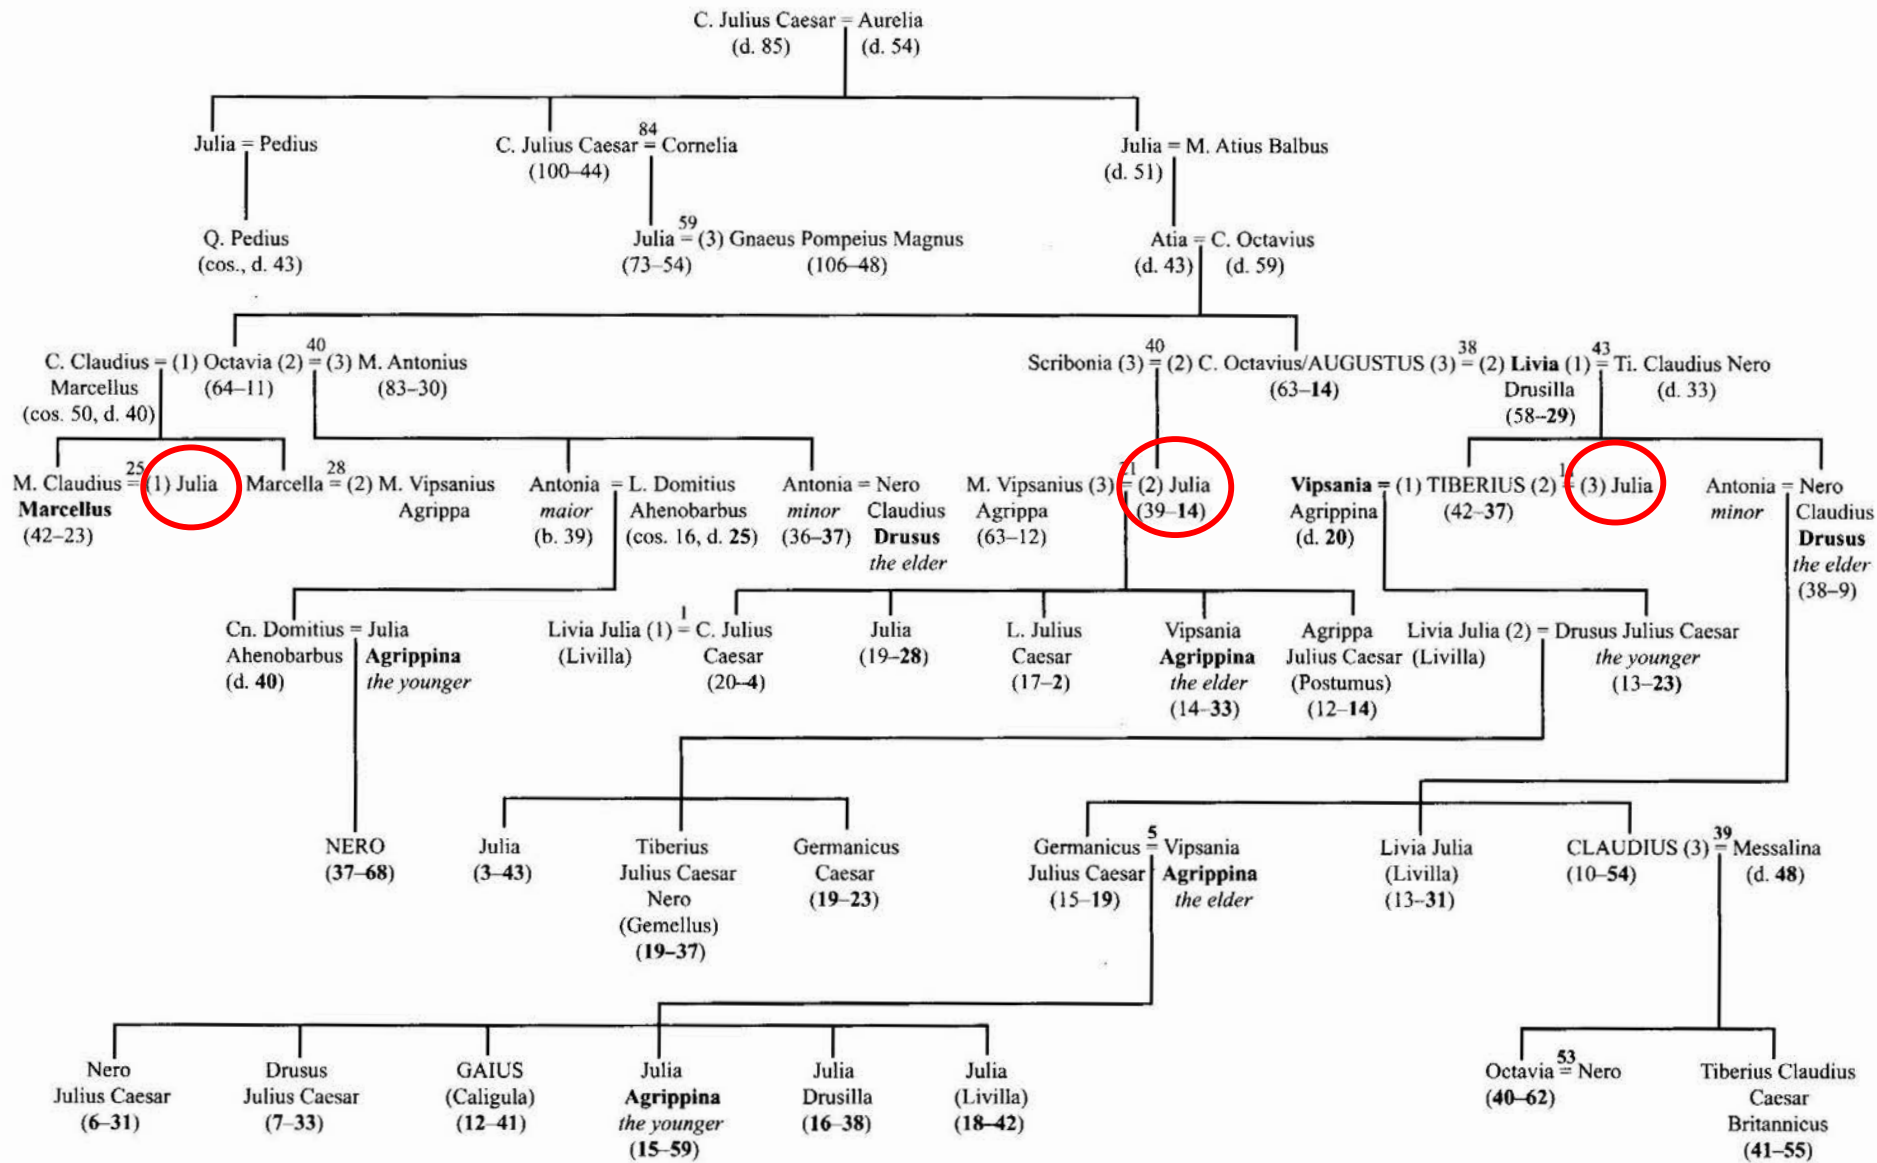 C. Julius Caesar = Aurelia
(d. 85) (d. 54)
84
Julia = Pedius C. Julius Caesar = Cornelia Julia = M. Atius Balbus
(100–44) (d. 51)
59
Q. Pedius Julia = (3) Gnaeus Pompeius Magnus Atia = C. Octavius
(cos., d. 43) (73–54) (106–48) (d. 43) (d. 59)
40 40 38 43
C. Claudius = (1) Octavia (2) = (3) M. Antonius Scribonia (3) = (2) C. Octavius/AUGUSTUS (3) = (2) Livia (1) = Ti. Claudius Nero
Marcellus (64–11) (83–30) (63–14) Drusilla (d. 33)
(cos. 50, d. 40) (58–29)
25 28 21
M. Claudius = (1) Julia Marcella = (2) M. Vipsanius Antonia = L. Domitius Antonia = Nero M. Vipsanius (3) = (2) Julia Vipsania = (1) TIBERIUS (2) = (3) Julia Antonia = Nero
Marcellus Agrippa maior Ahenobarbus minor Claudius Agrippa (39–14) Agrippina (42–37) minor Claudius
(42–23) (b. 39) (cos. 16, d. 25) (36–37) Drusus (63–12) (d. 20) Drusus
the elder the elder
(38–9)
1
Cn. Domitius = Julia Livia Julia (1) = C. Julius Julia L. Julius Vipsania Agrippa Livia Julia (2) = Drusus Julius Caesar
Ahenobarbus Agrippina (Livilla) Caesar (19–28) Caesar Agrippina Julius Caesar (Livilla) the younger
(d. 40) the younger (20–4) (17–2) the elder (Postumus) (13–23)
(14–33) (12–14)
5 39
NERO Julia Tiberius Germanicus Germanicus = Vipsania Livia Julia CLAUDIUS (3) = Messalina
(37–68) (3–43) Julius Caesar Caesar Julius Caesar Agrippina (Livilla) (10–54) (d. 48)
Nero (19–23) (15–19) the elder (13–31)
(Gemellus)
(19–37)
53
Nero Drusus GAIUS Julia Julia Julia Octavia = Nero Tiberius Claudius
Julius Caesar Julius Caesar (Caligula) Agrippina Drusilla (Livilla) (40–62) Caesar
(6–31) (7–33) (12–41) the younger (16–38) (18–42) Britannicus
(15–59) (41–55)